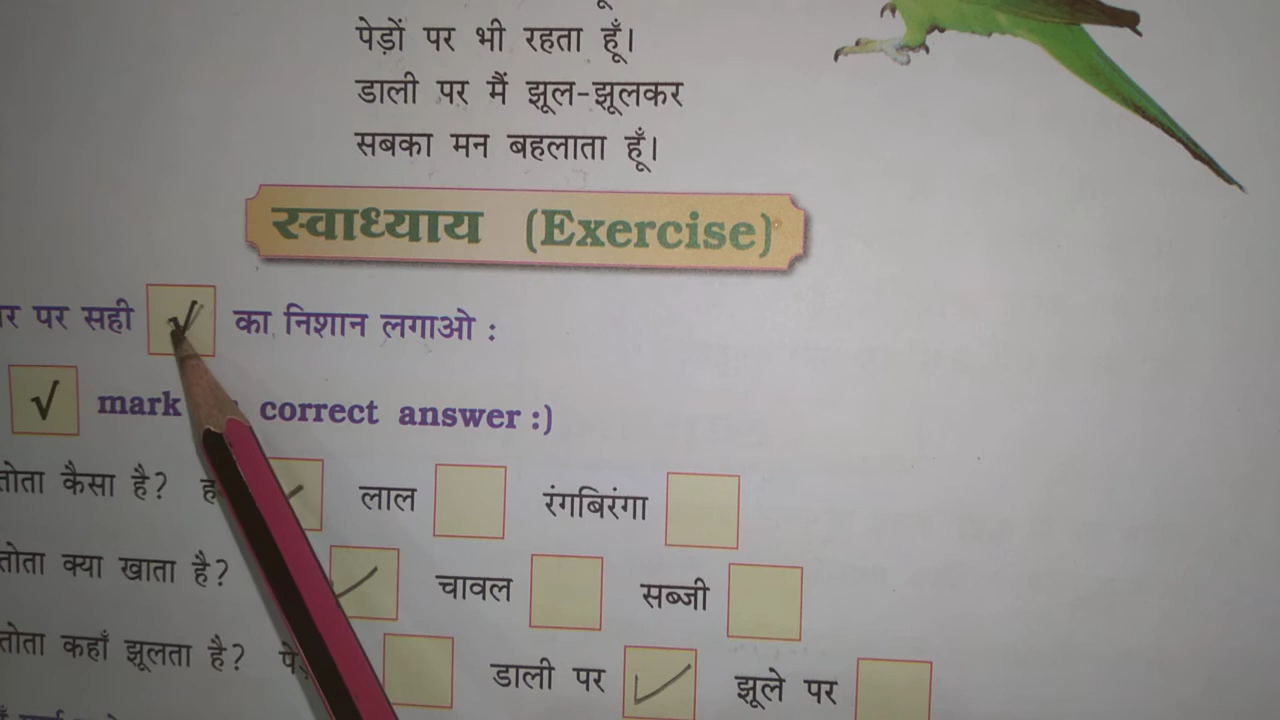 पेड़ों पर भी रहता हूँ।
डाली पर मैं झूल-झूलकर
सबका मन बहलाता हूँ।
स्वाध्याय (Exercise)
पर सही √ का निशान लगाओ :
√ mark correct answer :)
तोता कैसा है? लाल रंगबिरंगा
तोता क्या खाता है? चावल सब्जी
तोता कहाँ झूलता है? डाली पर झूले पर